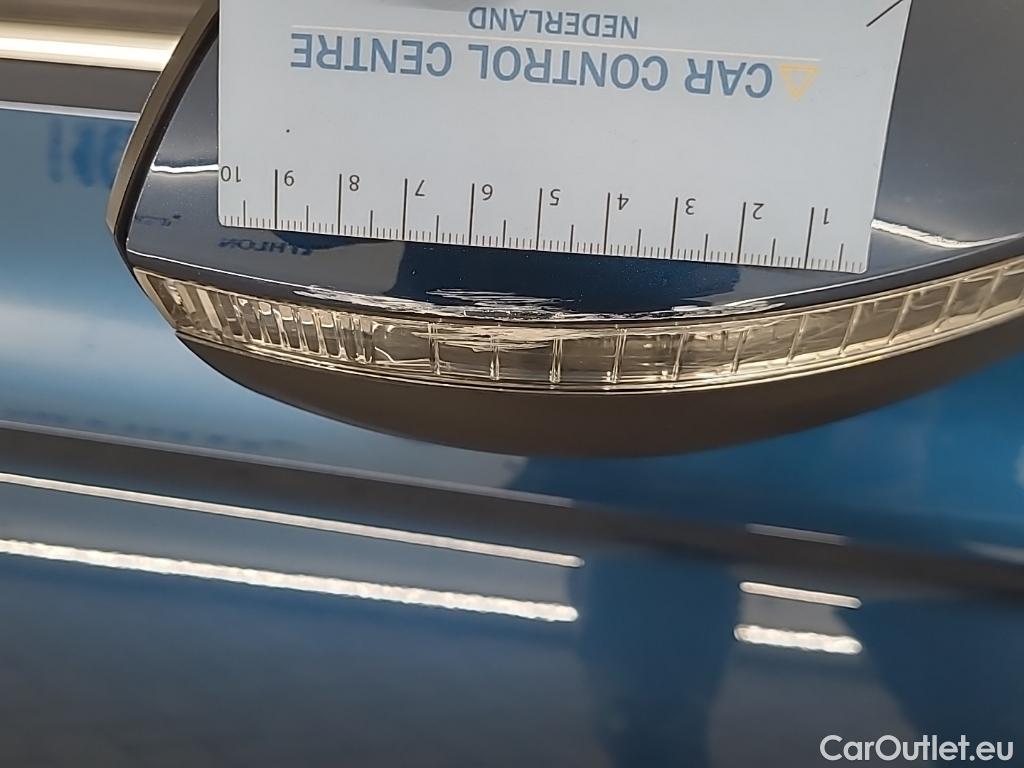 CAR CONTROL CENTRE
NEDERLAND
1 2 3 4 5 6 7 8 9 10
CarOutlet.eu